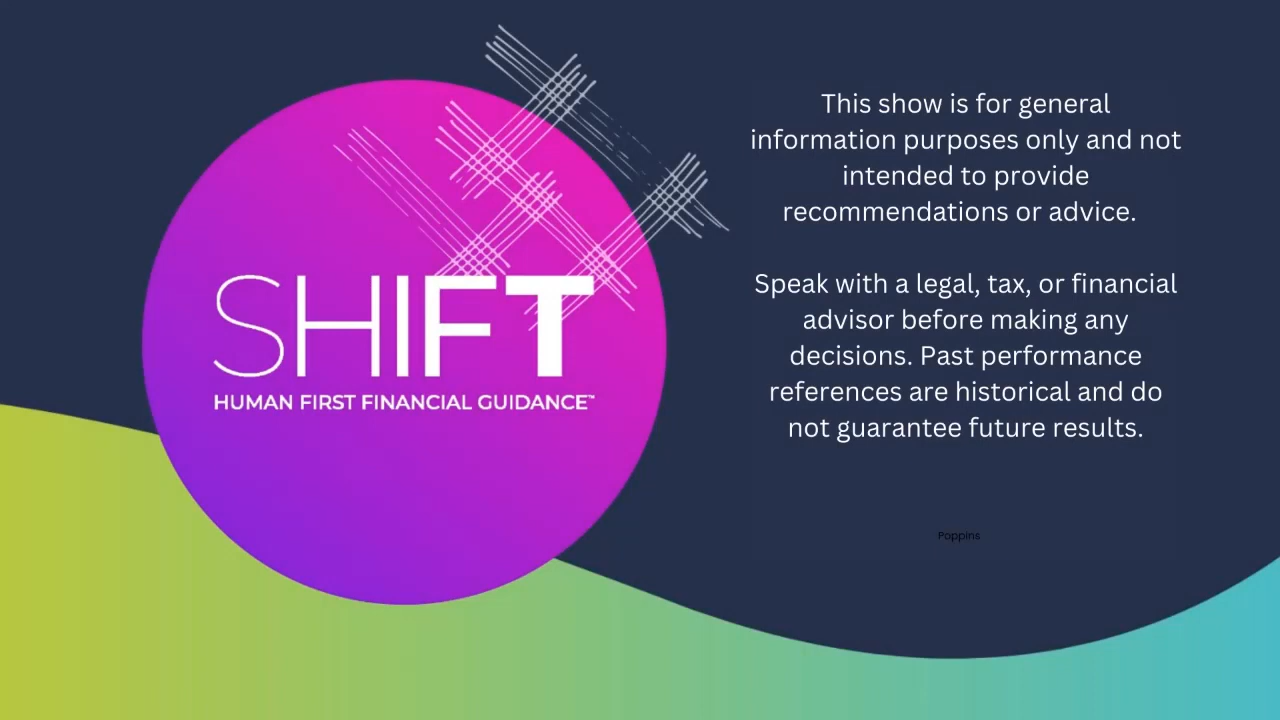 SHIFT
HUMAN FIRST FINANCIAL GUIDANCE™
This show is for general
information purposes only and not
intended to provide
recommendations or advice.
Speak with a legal, tax, or financial
advisor before making any
decisions. Past performance
references are historical and do
not guarantee future results.
Poppins